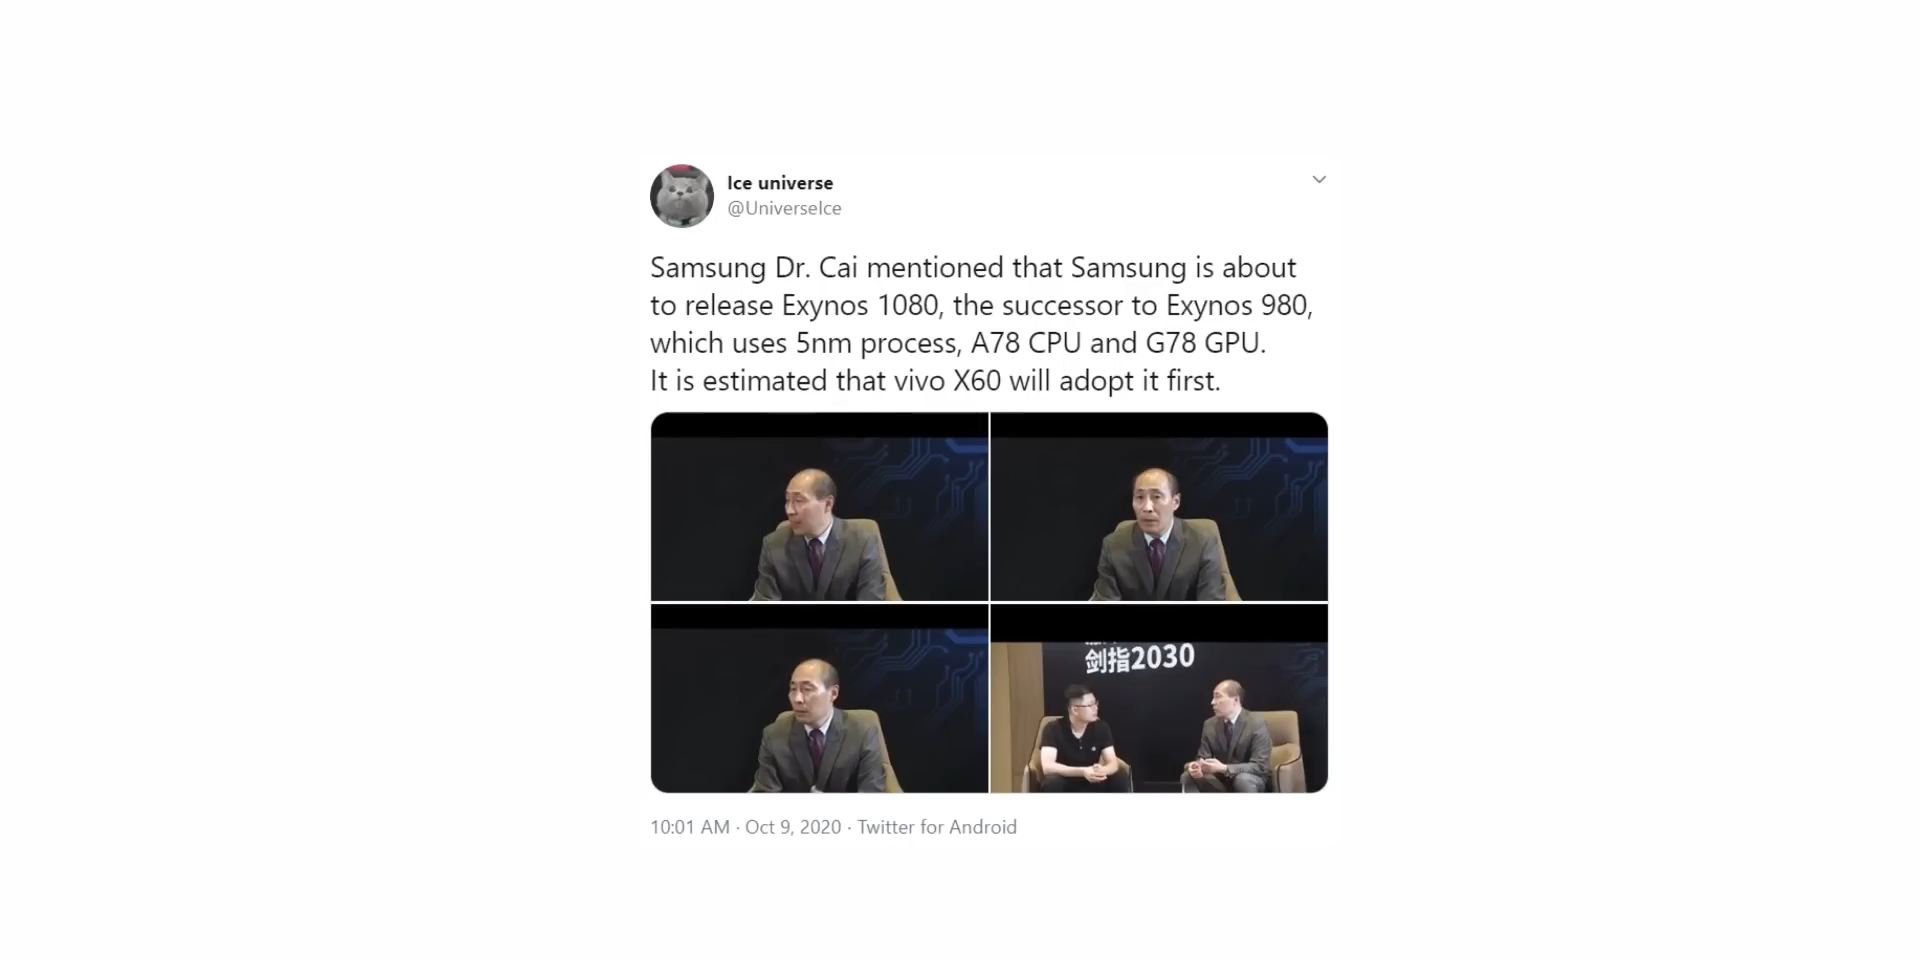 Ice universe
@UniverseIce
Samsung Dr. Cai mentioned that Samsung is about
to release Exynos 1080, the successor to Exynos 980,
which uses 5nm process, A78 CPU and G78 GPU.
It is estimated that vivo X60 will adopt it first.
剑指2030
10:01 AM · Oct 9, 2020 · Twitter for Android